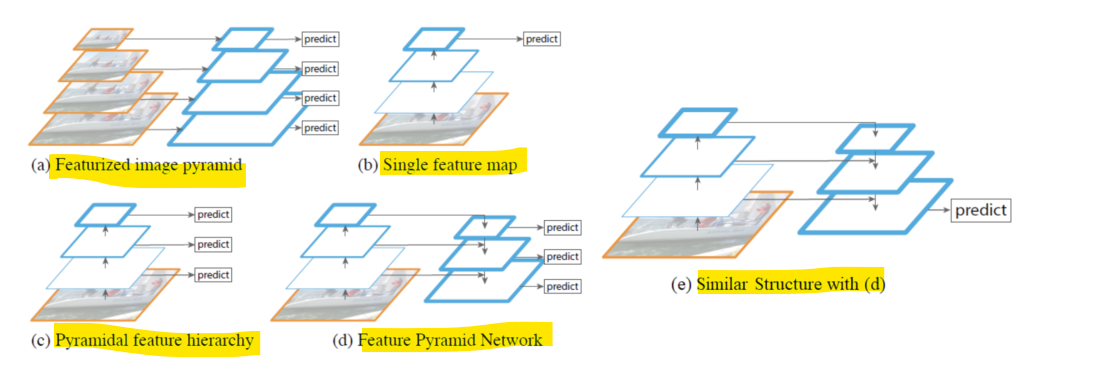 predict
predict
predict
predict
(a) Featurized image pyramid
predict
(b) Single feature map
predict
predict
predict
(c) Pyramidal feature hierarchy
predict
predict
predict
(d) Feature Pyramid Network
predict
(e) Similar Structure with (d)